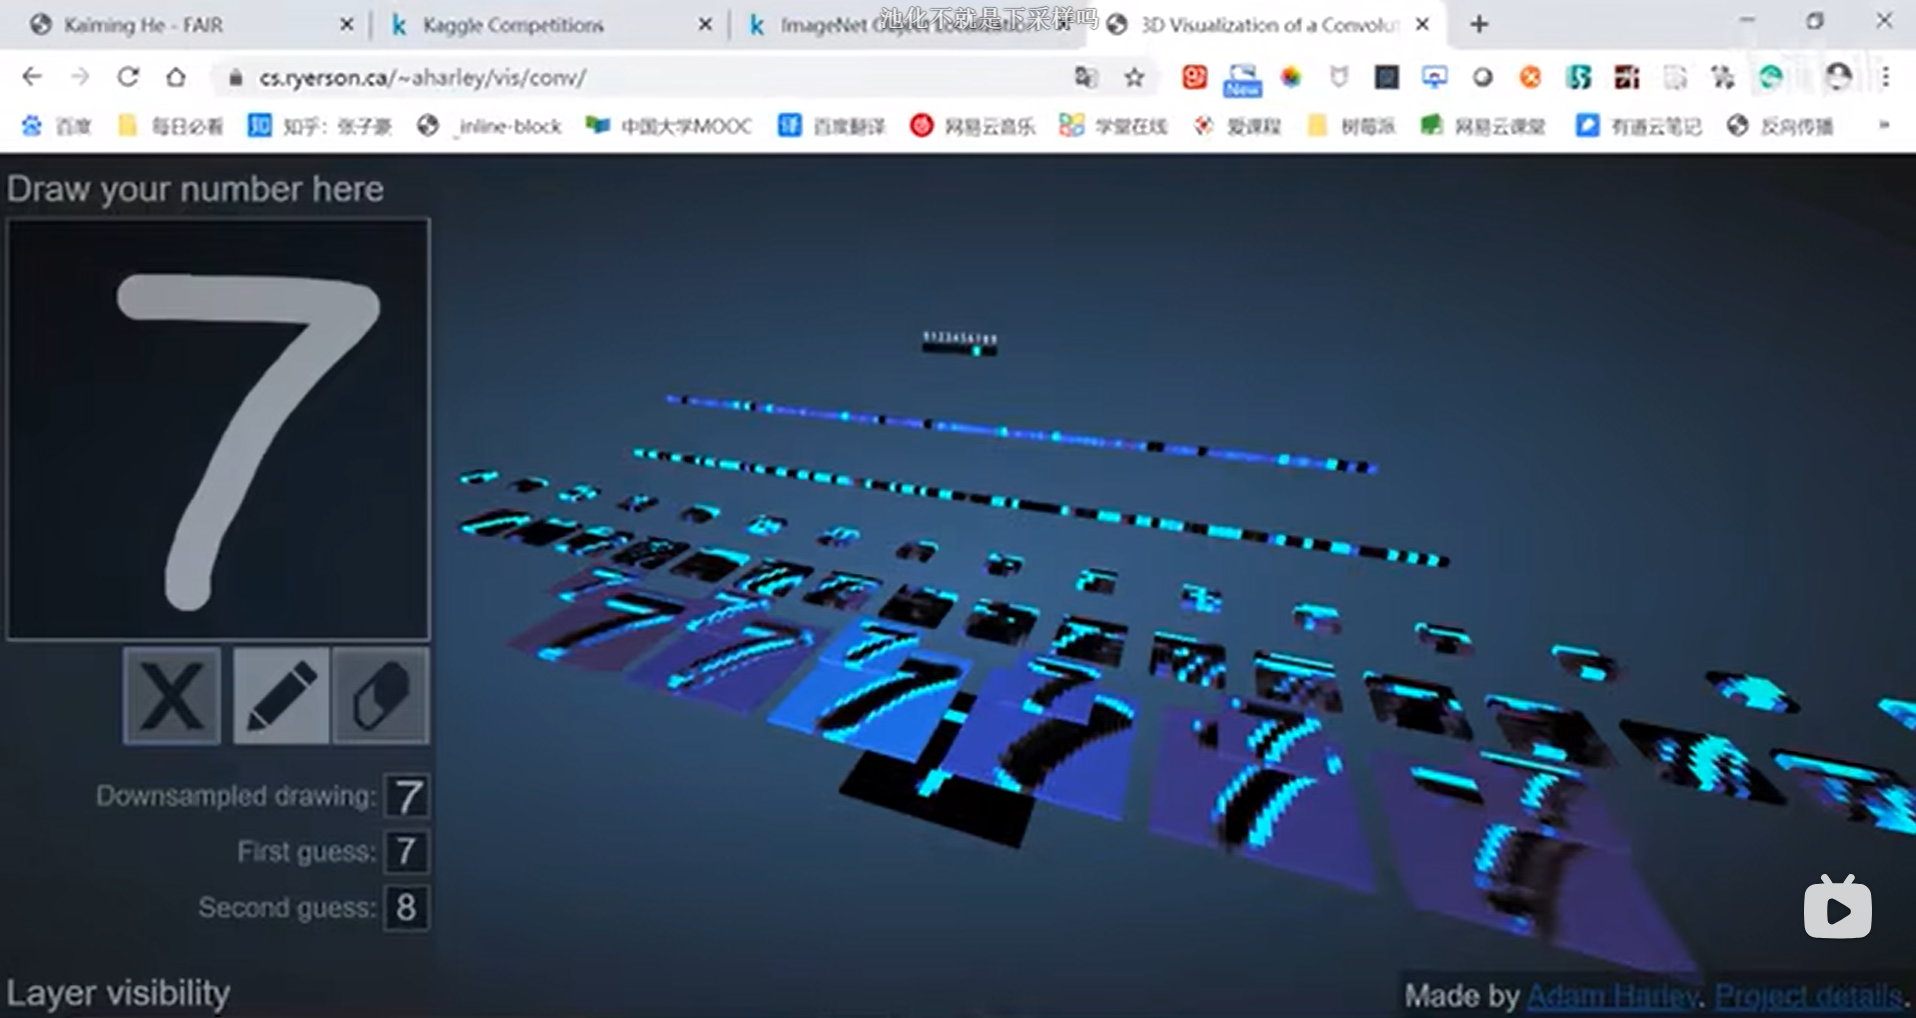 池化不就是下采样吗
Kaiming He - FAIR
Kaggle Competitions
ImageNet Object Localizatio
3D Visualization of a Convolut
cs.ryerson.ca/~aharley/vis/conv/
New
百度
每日必看
知乎：张子豪
_inline-block
中国大学MOOC
百度翻译
网易云音乐
学堂在线
爱课程
树莓派
网易云课堂
有道云笔记
反向传播
»
Draw your number here
7
0123456789
X
Downsampled drawing: 7
First guess: 7
Second guess: 8
Layer visibility
Made by Adam Harley. Project details.